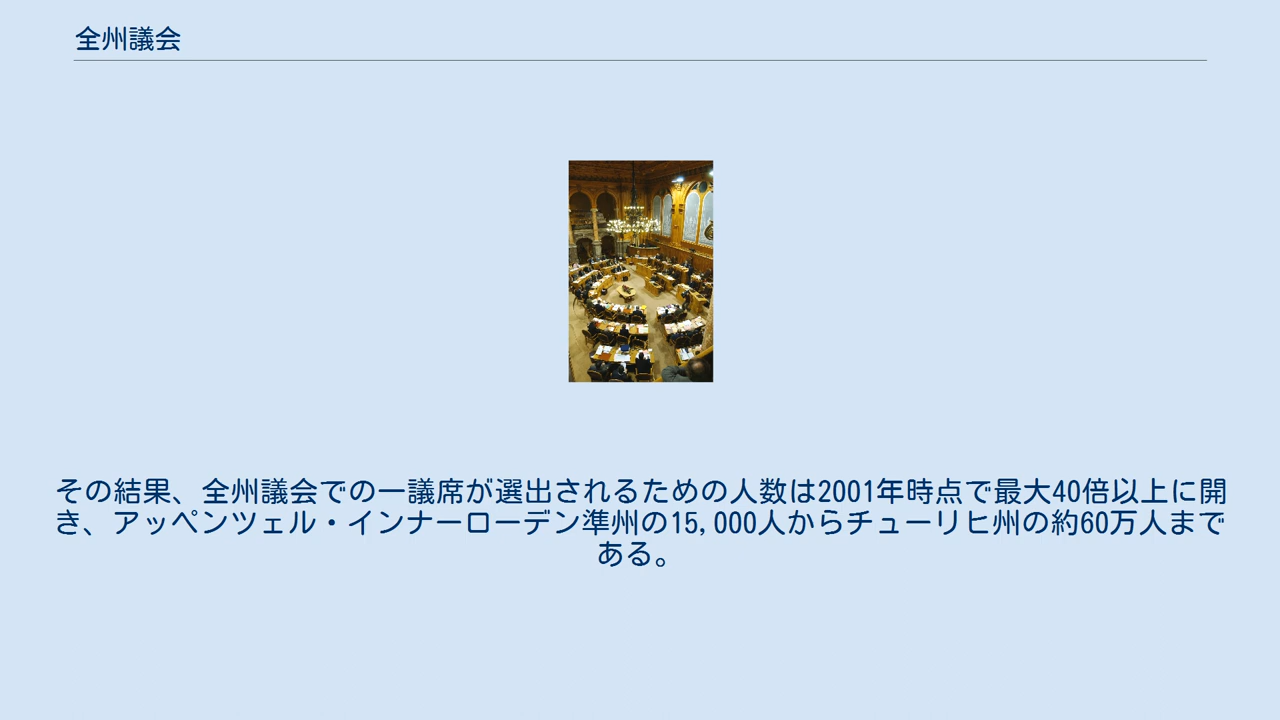 全州議会
その結果、全州議会での一議席が選出されるための人数は2001年時点で最大40倍以上に開
き、アッペンツェル・インナーローデン準州の15,000人からチューリヒ州の約60万人まで
ある。